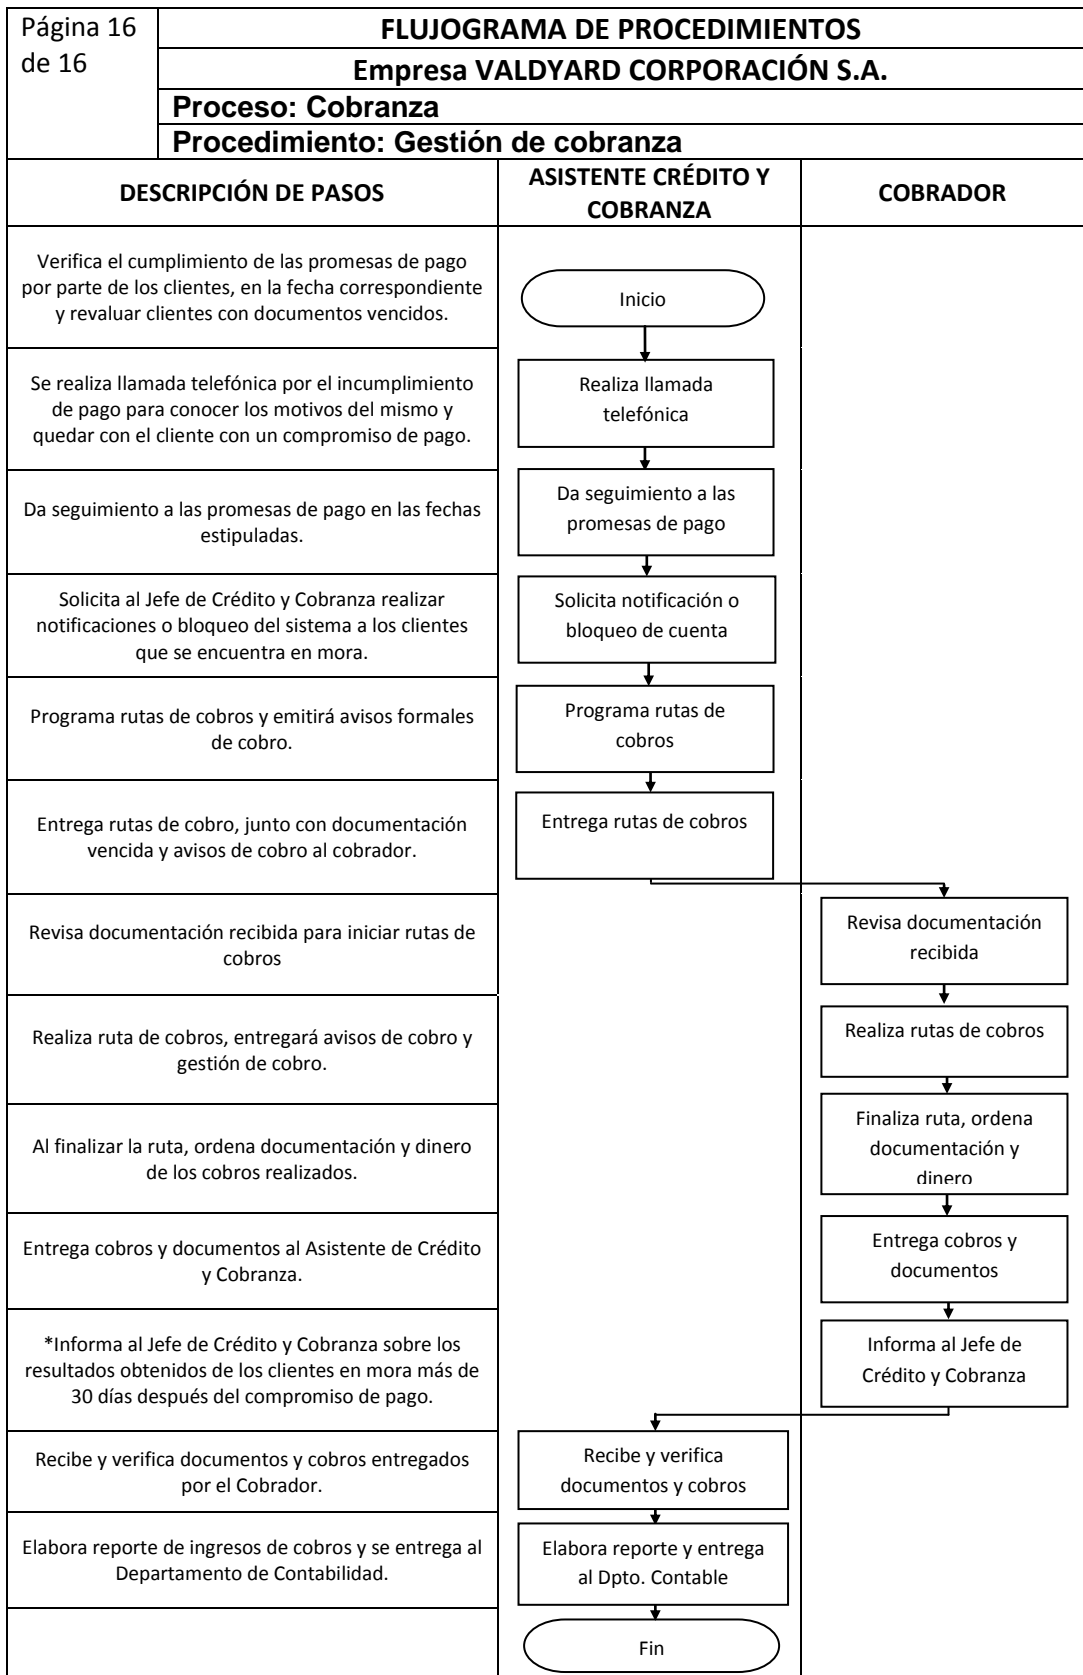 Página 16
de 16
FLUJOGRAMA DE PROCEDIMIENTOS
Empresa VALDYARD CORPORACIÓN S.A.
Proceso: Cobranza
Procedimiento: Gestión de cobranza
DESCRIPCIÓN DE PASOS
ASISTENTE CRÉDITO Y
COBRANZA
COBRADOR
Verifica el cumplimiento de las promesas de pago
por parte de los clientes, en la fecha correspondiente
y revaluar clientes con documentos vencidos.
Inicio
Se realiza llamada telefónica por el incumplimiento
de pago para conocer los motivos del mismo y
quedar con el cliente con un compromiso de pago.
Realiza llamada
telefónica
Da seguimiento a las promesas de pago en las fechas
estipuladas.
Da seguimiento a las
promesas de pago
Solicita al Jefe de Crédito y Cobranza realizar
notificaciones o bloqueo del sistema a los clientes
que se encuentra en mora.
Solicita notificación o
bloqueo de cuenta
Programa rutas de cobros y emitirá avisos formales
de cobro.
Programa rutas de
cobros
Entrega rutas de cobro, junto con documentación
vencida y avisos de cobro al cobrador.
Entrega rutas de cobros
Revisa documentación recibida para iniciar rutas de
cobros
Revisa documentación
recibida
Realiza ruta de cobros, entregará avisos de cobro y
gestión de cobro.
Realiza rutas de cobros
Al finalizar la ruta, ordena documentación y dinero
de los cobros realizados.
Finaliza ruta, ordena
documentación y
dinero
Entrega cobros y documentos al Asistente de Crédito
y Cobranza.
Entrega cobros y
documentos
*Informa al Jefe de Crédito y Cobranza sobre los
resultados obtenidos de los clientes en mora más de
30 días después del compromiso de pago.
Informa al Jefe de
Crédito y Cobranza
Recibe y verifica documentos y cobros entregados
por el Cobrador.
Recibe y verifica
documentos y cobros
Elabora reporte de ingresos de cobros y se entrega al
Departamento de Contabilidad.
Elabora reporte y entrega
al Dpto. Contable
Fin